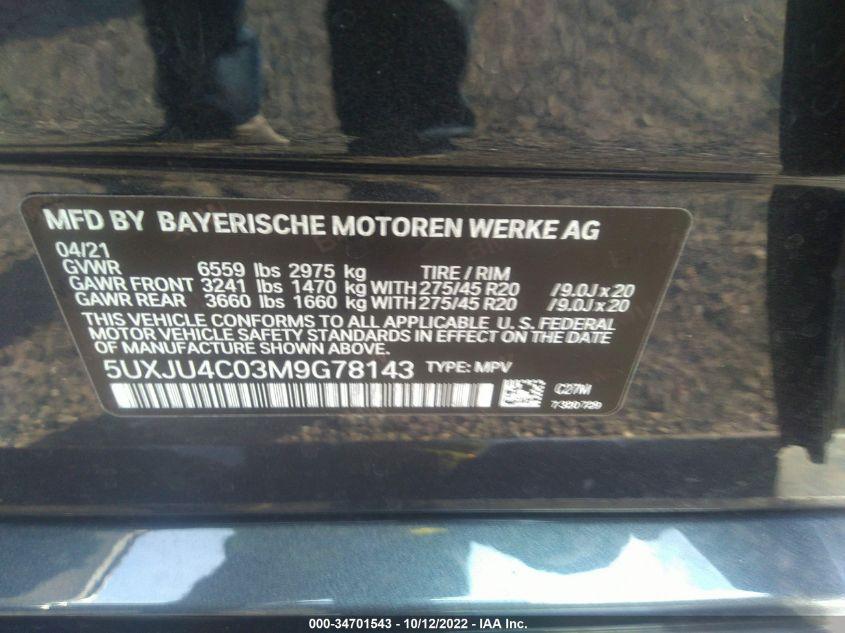 MFD BY BAYERISCHE MOTOREN WERKE AG
04/21
GVWR 6559 lbs 2975 kg TIRE / RIM
GAWR FRONT 3241 lbs 1470 kg WITH 275/45 R20 /9.0J x 20
GAWR REAR 3660 lbs 1660 kg WITH 275/45 R20 /9.0J x 20
THIS VEHICLE CONFORMS TO ALL APPLICABLE U. S. FEDERAL
MOTOR VEHICLE SAFETY STANDARDS IN EFFECT ON THE DATE
OF MANUFACTURE SHOWN ABOVE.
5UXJU4C03M9G78143 TYPE: MPV
C27M
7320729
000-34701543 - 10/12/2022 - IAA Inc.